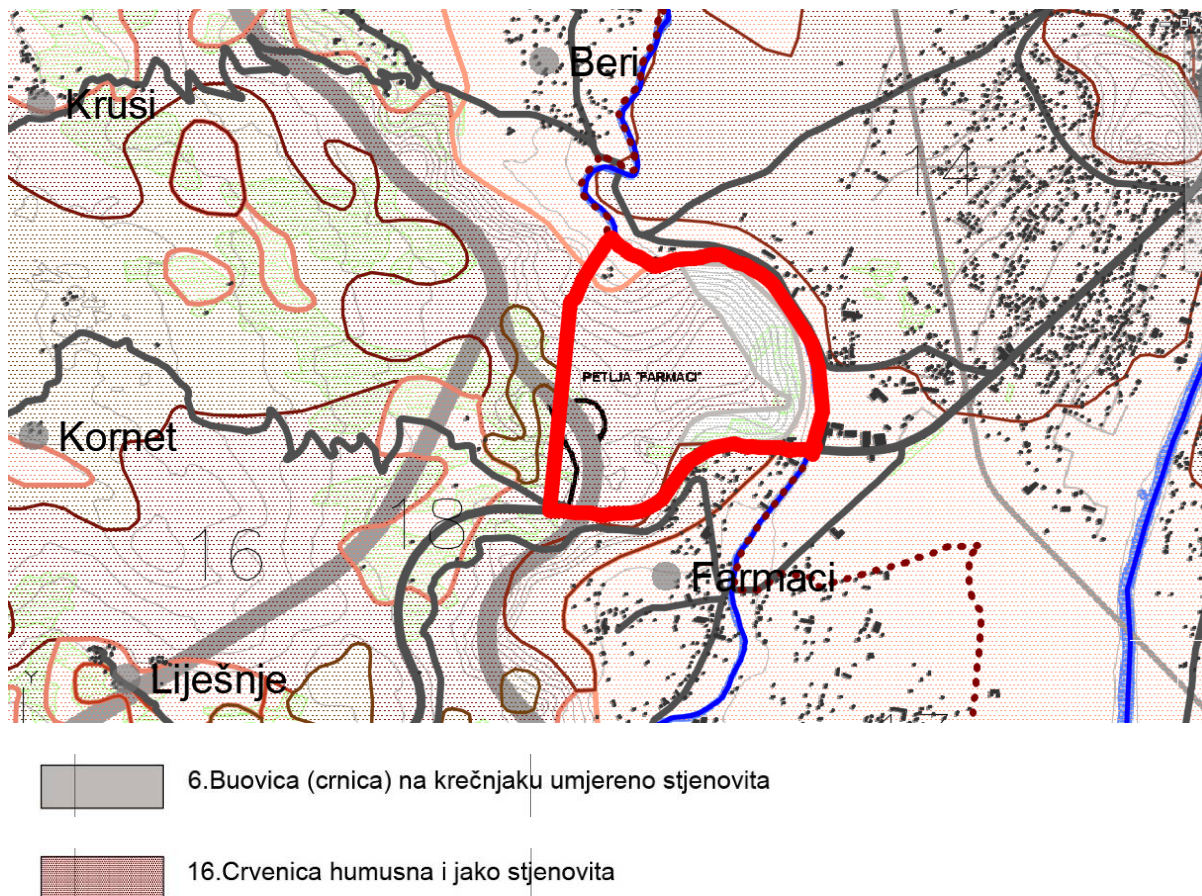 Beri
Krusi
14
PETLJA "FARMACI"
Kornet
16
18
Farmaci
Liješnje
6.Buovica (crnica) na krečnjaku umjereno stjenovita
16.Crvenica humusna i jako stjenovita